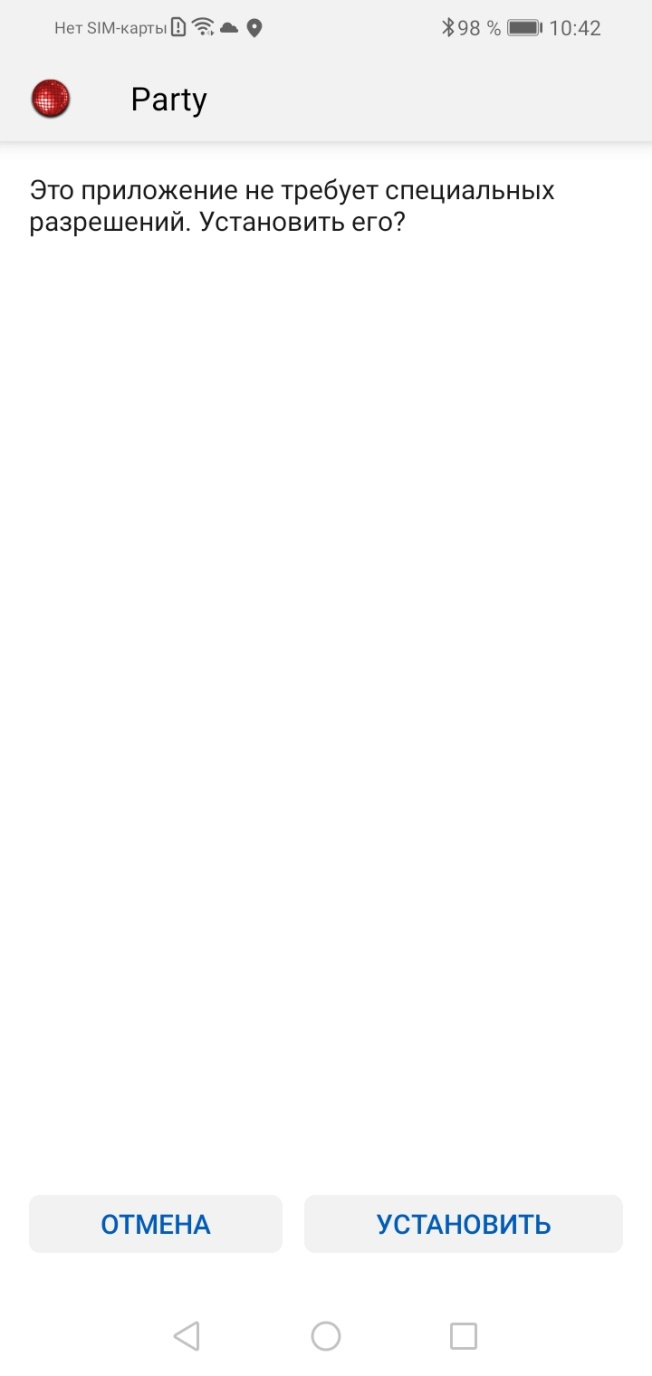 Нет SIM-карты 98 % 10:42
Party
Это приложение не требует специальных
разрешений. Установить его?
ОТМЕНА УСТАНОВИТЬ